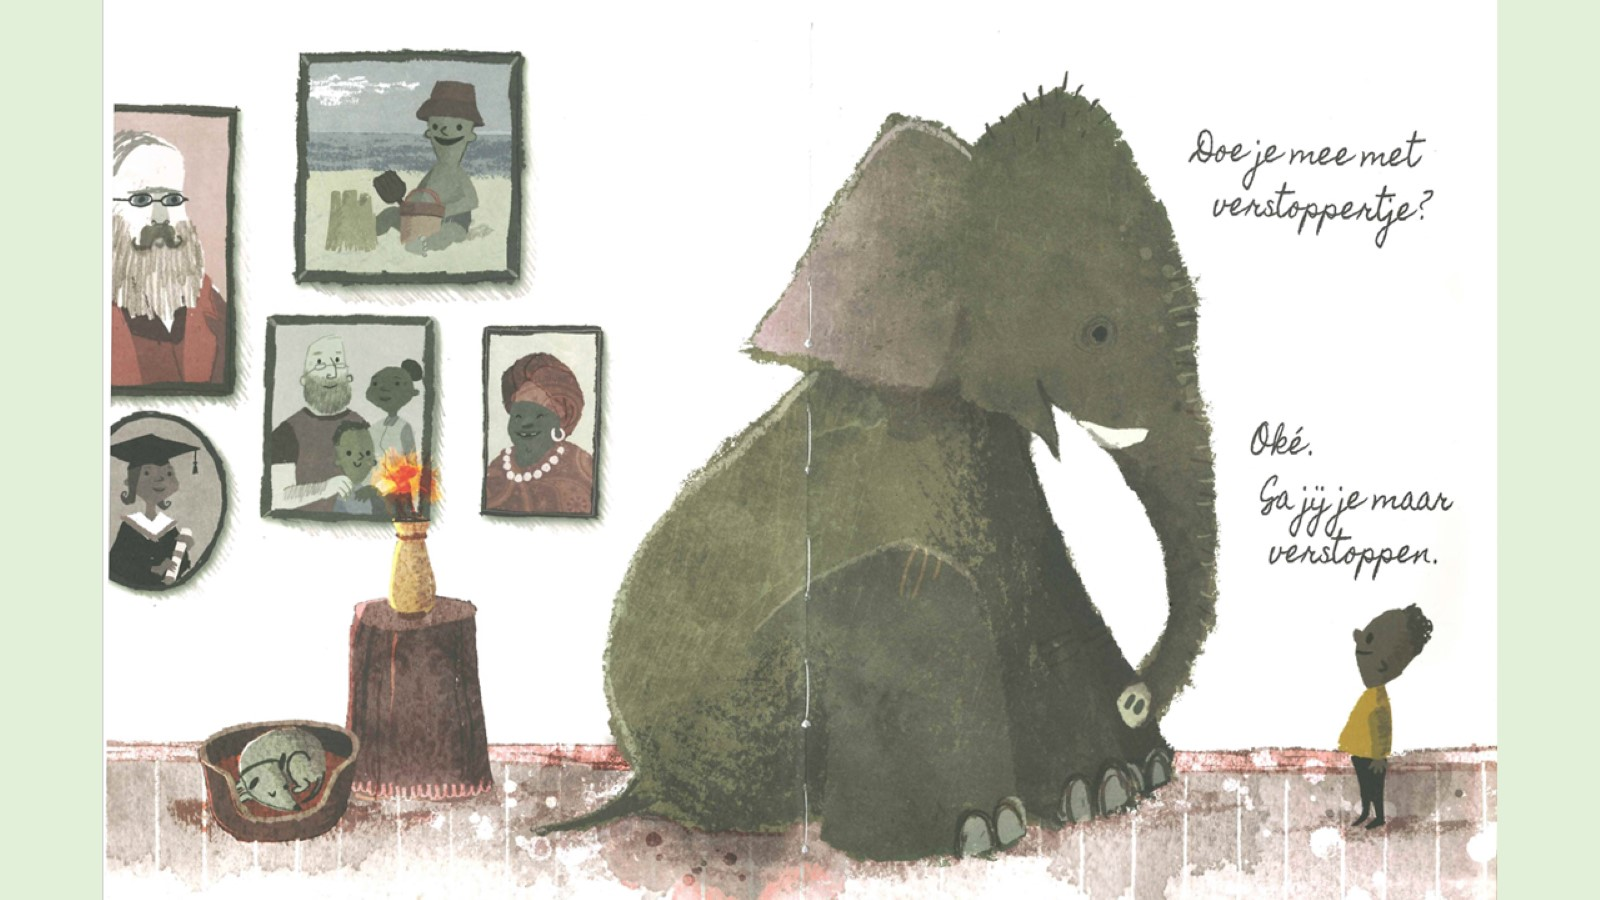 Doe je mee met
verstoppertje?
Oké.
Ga jij je maar
verstoppen.